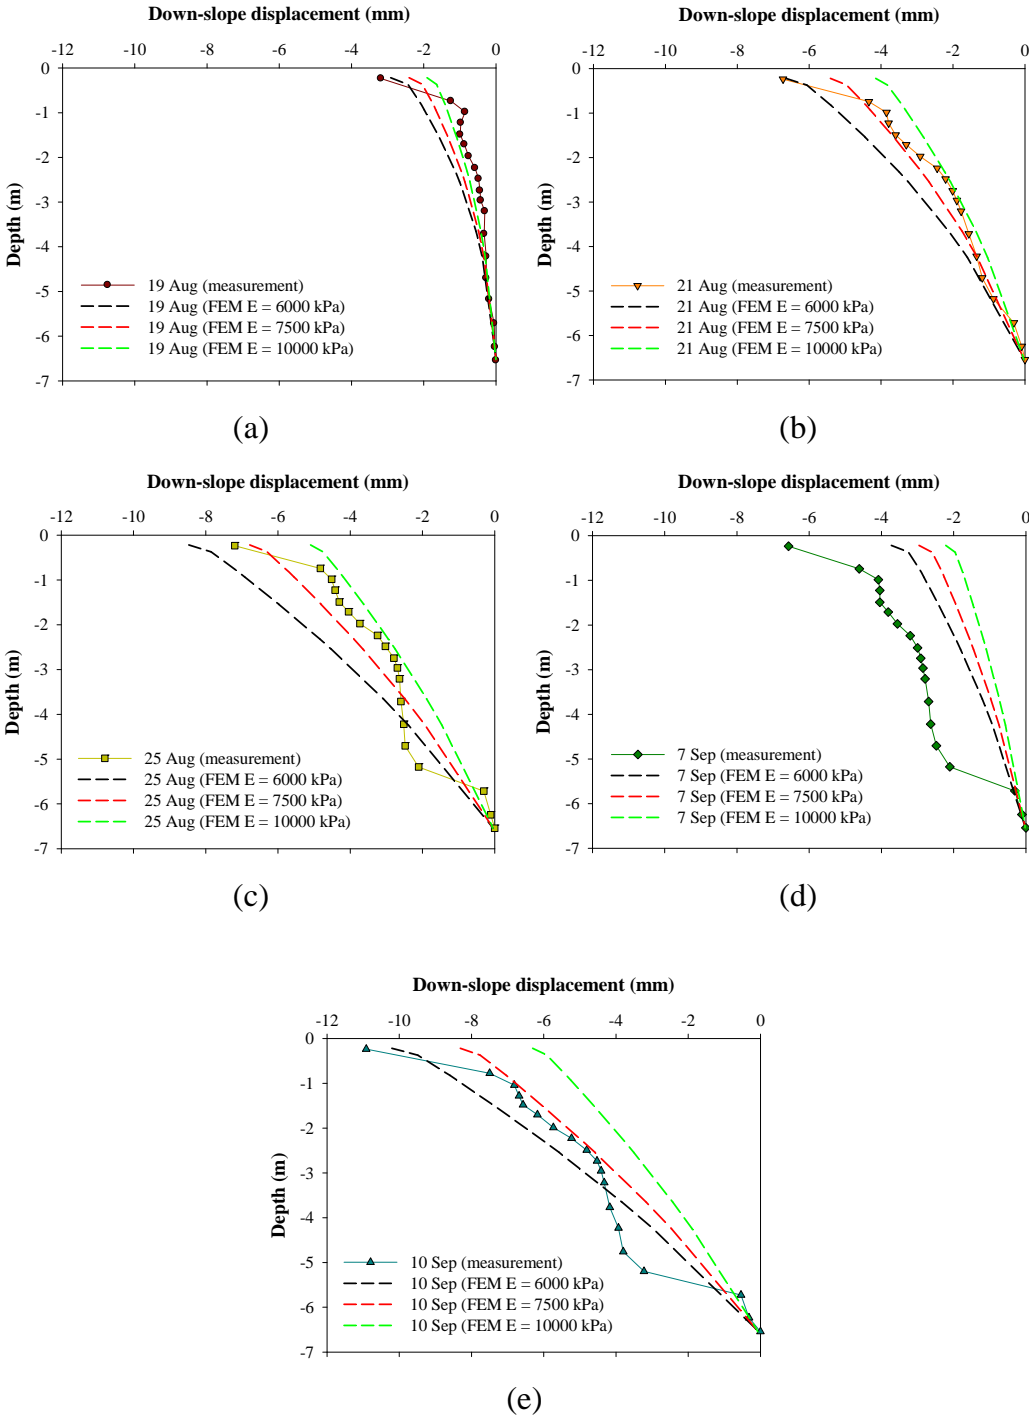 Down-slope displacement (mm)
-12 -10 -8 -6 -4 -2 0
0
-1
-2
-3
-4
-5
-6
-7
Depth (m)
19 Aug (measurement)
19 Aug (FEM E = 6000 kPa)
19 Aug (FEM E = 7500 kPa)
19 Aug (FEM E = 10000 kPa)
(a)
Down-slope displacement (mm)
-12 -10 -8 -6 -4 -2 0
0
-1
-2
-3
-4
-5
-6
-7
Depth (m)
21 Aug (measurement)
21 Aug (FEM E = 6000 kPa)
21 Aug (FEM E = 7500 kPa)
21 Aug (FEM E = 10000 kPa)
(b)
Down-slope displacement (mm)
-12 -10 -8 -6 -4 -2 0
0
-1
-2
-3
-4
-5
-6
-7
Depth (m)
25 Aug (measurement)
25 Aug (FEM E = 6000 kPa)
25 Aug (FEM E = 7500 kPa)
25 Aug (FEM E = 10000 kPa)
(c)
Down-slope displacement (mm)
-12 -10 -8 -6 -4 -2 0
0
-1
-2
-3
-4
-5
-6
-7
Depth (m)
7 Sep (measurement)
7 Sep (FEM E = 6000 kPa)
7 Sep (FEM E = 7500 kPa)
7 Sep (FEM E = 10000 kPa)
(d)
Down-slope displacement (mm)
-12 -10 -8 -6 -4 -2 0
0
-1
-2
-3
-4
-5
-6
-7
Depth (m)
10 Sep (measurement)
10 Sep (FEM E = 6000 kPa)
10 Sep (FEM E = 7500 kPa)
10 Sep (FEM E = 10000 kPa)
(e)